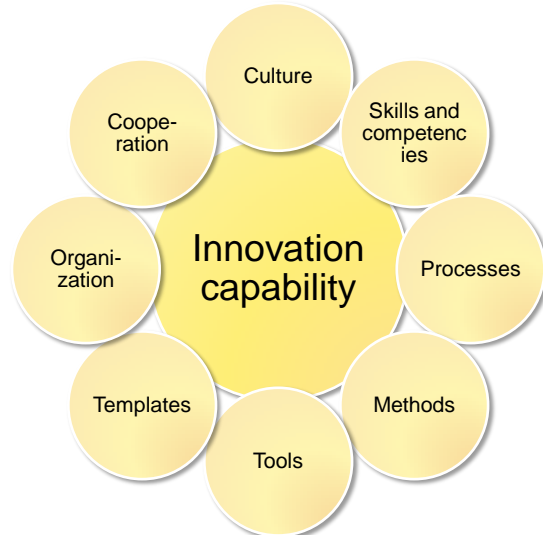 Culture
Skills and
competenc
ies
Processes
Methods
Tools
Templates
Organi-
zation
Coope-
ration
Innovation
capability